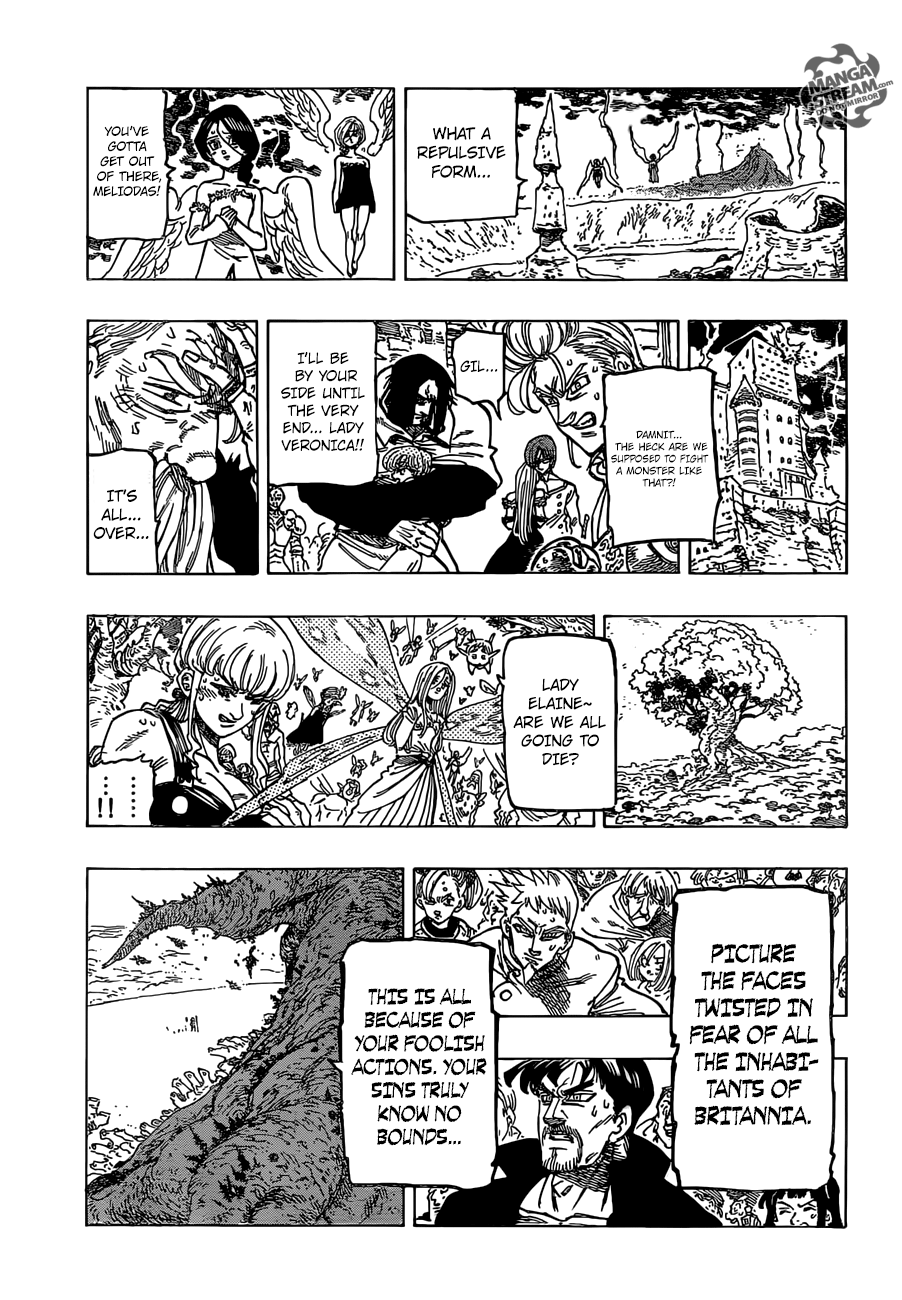 MANGA
STREAM.com
WHAT A
REPULSIVE
FORM...
YOU'VE
GOTTA
GET OUT
OF THERE,
MELIODAS!
DAMNIT...
THE HECK ARE WE
SUPPOSED TO FIGHT
A MONSTER LIKE
THAT?!
GIL...
I'LL BE
BY YOUR
SIDE UNTIL
THE VERY
END... LADY
VERONICA!!
IT'S
ALL...
OVER...
LADY
ELAINE~
ARE WE ALL
GOING TO
DIE?
......!!
PICTURE
THE FACES
TWISTED IN
FEAR OF ALL
THE INHABI-
TANTS OF
BRITANNIA.
THIS IS ALL
BECAUSE OF
YOUR FOOLISH
ACTIONS. YOUR
SINS TRULY
KNOW NO
BOUNDS...